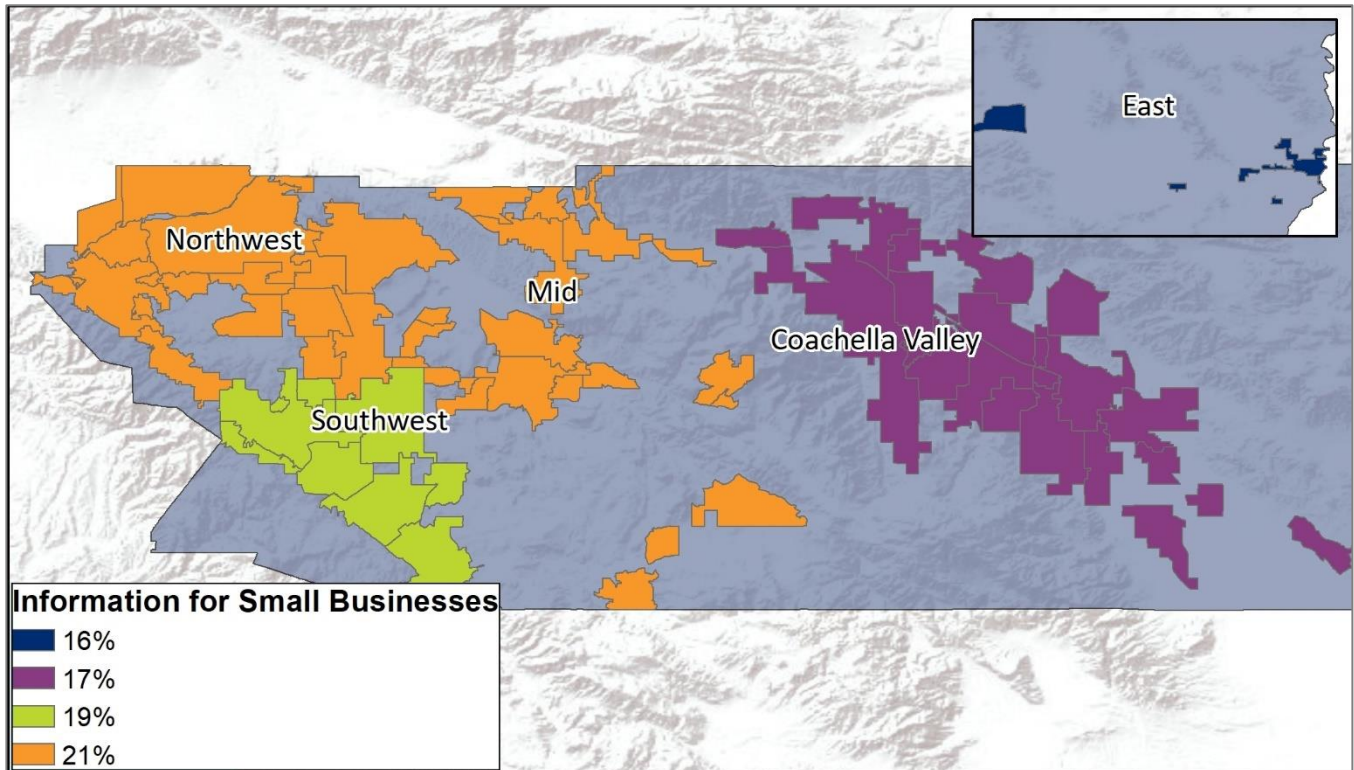 East
Northwest
Mid
Coachella Valley
Southwest
Information for Small Businesses
16%
17%
19%
21%